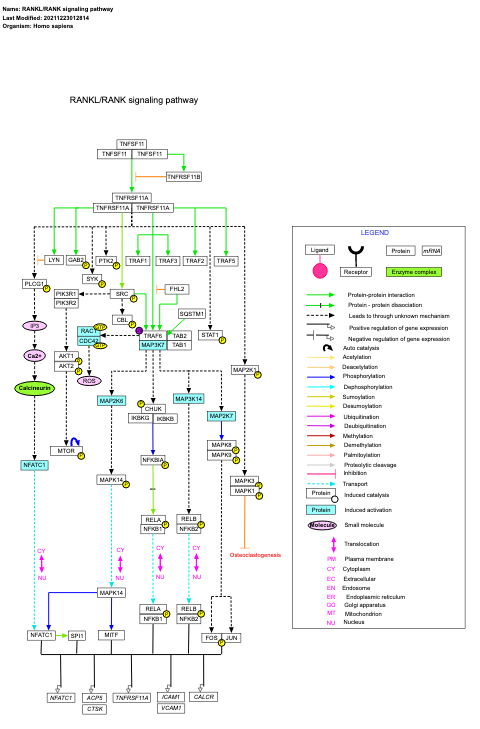 Name: RANKL/RANK signaling pathway
Last Modified: 20211223012814
Organism: Homo sapiens
RANKL/RANK signaling pathway
TNFSF11
TNFSF11 TNFSF11
TNFRSF11B
TNFRSF11A
TNFRSF11A TNFRSF11A
LYN GAB2 PTK2 TRAF1 TRAF3 TRAF2 TRAF5
P P
SYK
P
PLCG1
P
PIK3R1
PIK3R2
SRC
P
FHL2
IP3
CBL
P
SQSTM1
RAC1
CDC42
TRAF6 TAB2
MAP3K7 TAB1
STAT1
P
Ca2+
AKT1
AKT2
P
P
ROS
MAP2K1
P
Calcineurin
MAP2K6
MAP3K14
CHUK
IKBKG IKBKB
P
MAP2K7
MTOR
P
MAPK8
MAPK9
P
P
NFATC1
NFKBIA
P
MAPK14
P
MAPK3
MAPK1
P
P
RELA
NFKB1
P
RELB
NFKB2
P
Osteoclastogenesis
CY CY CY CY
NU NU NU NU
MAPK14
RELA
NFKB1
P
RELB
NFKB2
P
NFATC1 SPI1 MITF FOS JUN
P P
NFATC1 ACP5 TNFRSF11A ICAM1 CALCR
CTSK VCAM1
LEGEND
Ligand Receptor Protein mRNA
Enzyme complex
Protein-protein interaction
Protein - protein dissociation
Leads to through unknown mechanism
Positive regulation of gene expression
Negative regulation of gene expression
Auto catalysis
Acetylation
Deacelylation
Phosphorylation
Dephosphorylation
Sumoylation
Desumoylation
Ubiquitination
Deubiquitination
Methylation
Demethylation
Palmitoylation
Proteolytic cleavage
Inhibition
Transport
Protein Induced catalysis
Protein Induced activation
Molecule Small molecule
Translocation
PM Plasma membrane
CY Cytoplasm
EC Extracellular
EN Endosome
ER Endoplasmic reticulum
GO Golgi apparatus
MT Mitochondrion
NU Nucleus